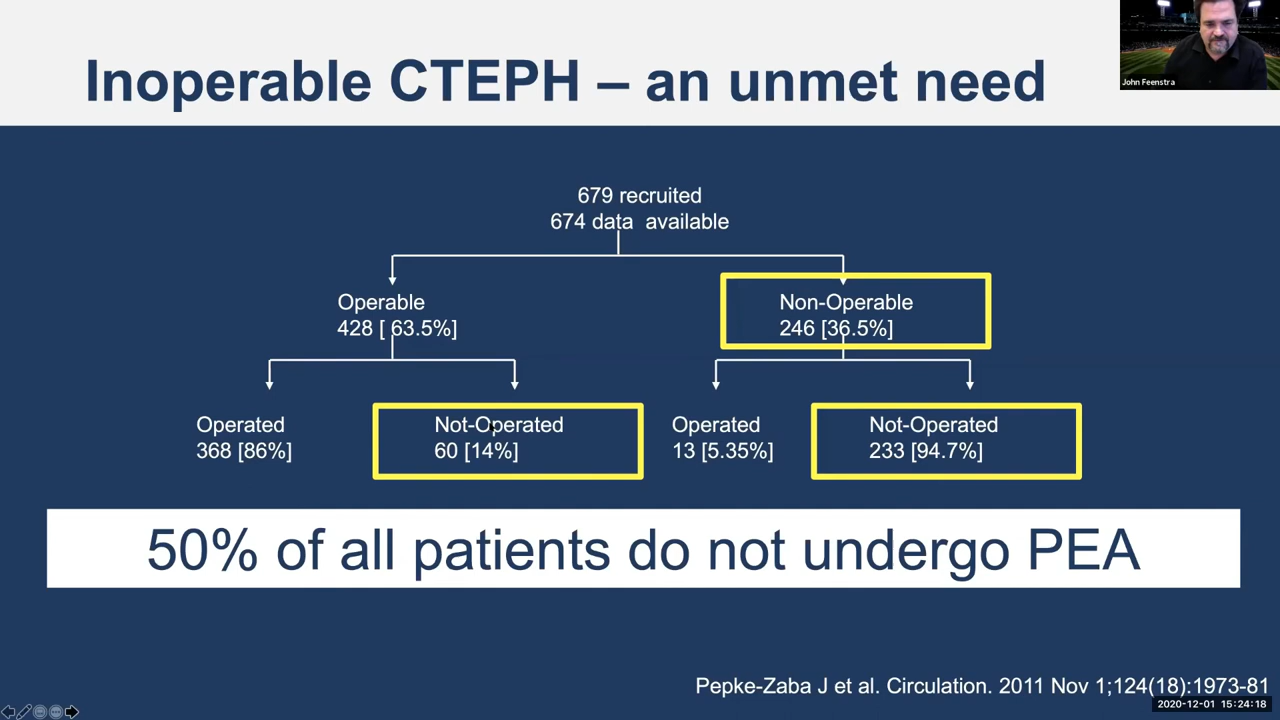 Inoperable CTEPH – an unmet need
John Feenstra
679 recruited
674 data available
Operable
428 [ 63.5%]
Non-Operable
246 [36.5%]
Operated
368 [86%]
Not-Operated
60 [14%]
Operated
13 [5.35%]
Not-Operated
233 [94.7%]
50% of all patients do not undergo PEA
Pepke-Zaba J et al. Circulation. 2011 Nov 1;124(18):1973-81
2020-12-01 15:24:18